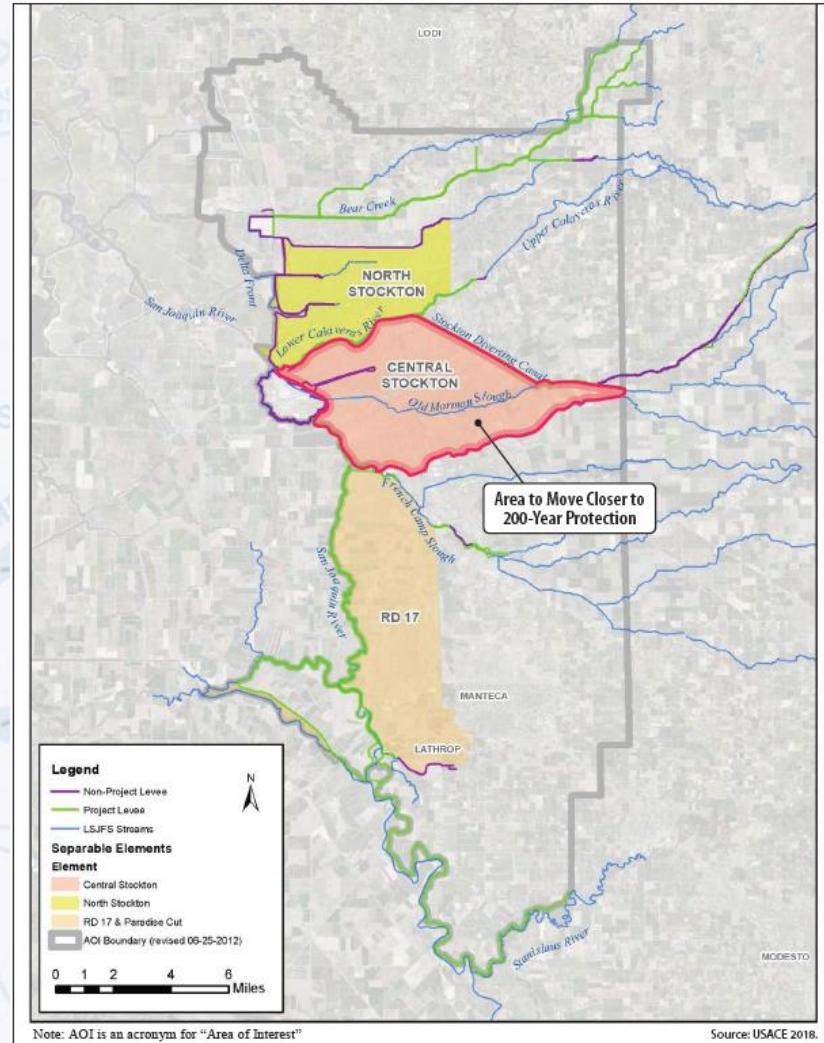 LODI
Bear Creek
Upper Calaveras River
Delta Front
NORTH
STOCKTON
San Joaquin River
Lower Calaveras River
Stockton Diverting Canal
CENTRAL
STOCKTON
Old Mormon Slough
Area to Move Closer to
200-Year Protection
French Camp Slough
San Joaquin River
RD 17
MANTECA
LATHROP
Stanislaus River
MODESTO
Legend
Non-Project Levee
Project Levee
LSJFS Streams
Separable Elements
Element
Central Stockton
North Stockton
RD 17 & Paradise Cut
AOI Boundary (revised 06-25-2012)
N
0 1 2 4 6
Miles
Note: AOI is an acronym for “Area of Interest”
Source: USACE 2018.